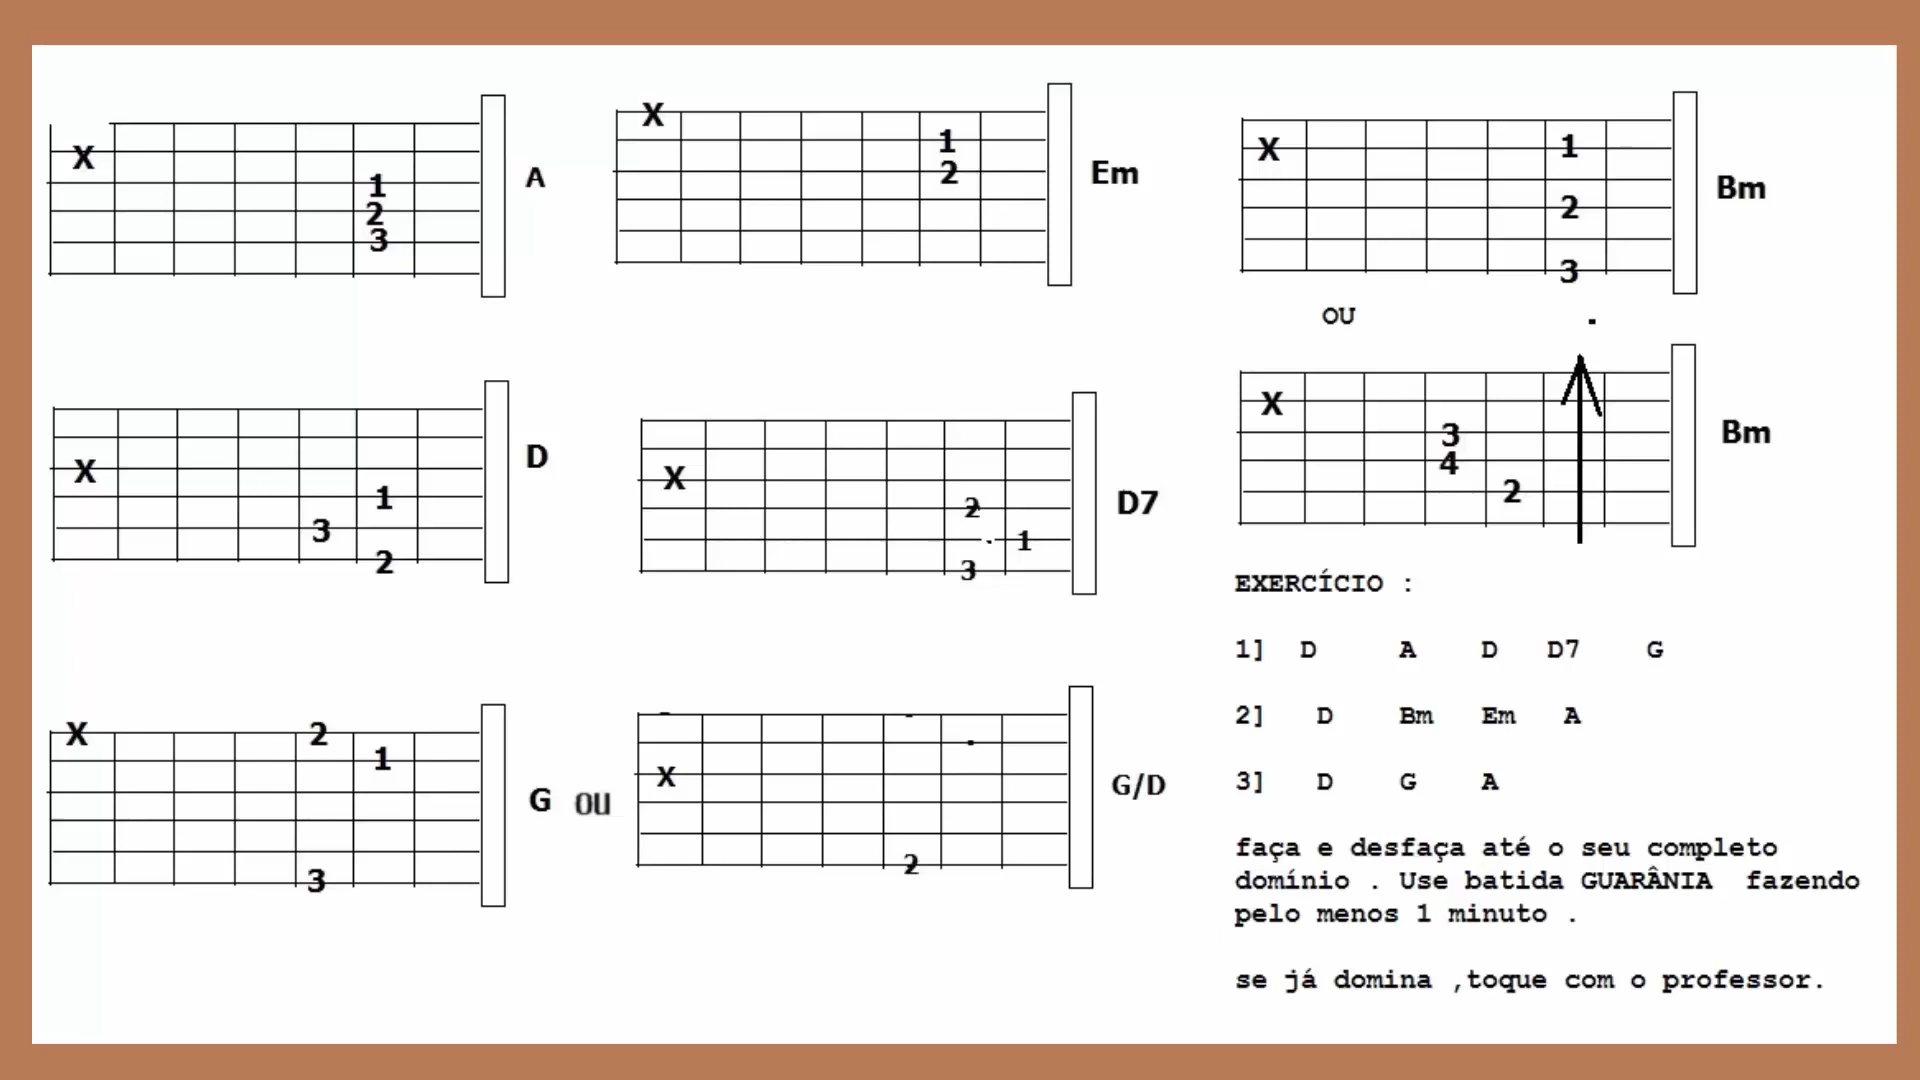 X
1
2
3
A
X
1
2
Em
X
1
2
3
Bm
OU
X
1
3
2
D
X
2
1
3
D7
X
3
4
2
Bm
X
2
1
3
G OU
X
2
G/D
EXERCÍCIO :
1] D A D D7 G
2] D Bm Em A
3] D G A
faça e desfaça até o seu completo
domínio . Use batida GUARÂNIA fazendo
pelo menos 1 minuto .
se já domina ,toque com o professor.